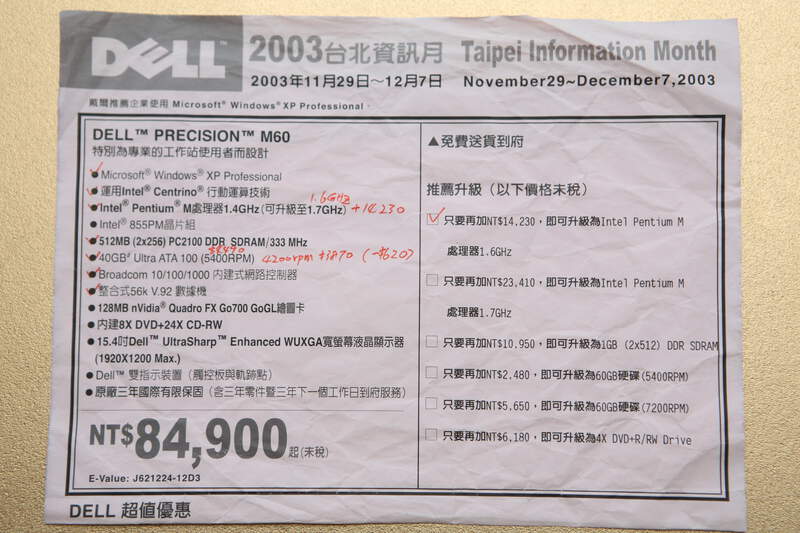 DELL 2003台北資訊月 Taipei Information Month
2003年11月29日～12月7日 November29~December7,2003
戴爾推薦企業使用 Microsoft® Windows® XP Professional。
DELL™ PRECISION™ M60
特別為專業的工作站使用者而設計
●Microsoft® Windows® XP Professional
●運用Intel® Centrino® 行動運算技術
1.6GHz
●Intel® Pentium® M處理器1.4GHz(可升級至1.7GHz) +14,230
●Intel® 855PM晶片組
●512MB (2x256) PC2100 DDR SDRAM/333 MHz
●40GB² Ultra ATA 100 (5400RPM) 4200rpm
●Broadcom 10/100/1000 內建式網路控制器
●整合式56k V.92 數據機
●128MB nVidia® Quadro FX Go700 GoGL繪圖卡
●內建8X DVD+24X CD-RW
●15.4吋Dell™ UltraSharp™ Enhanced WUXGA寬螢幕液晶顯示器
(1920X1200 Max.)
●Dell™ 雙指示裝置（觸控板與軌跡點）
●原廠三年國際有限保固（含三年零件暨三年下一個工作日到府服務）
NT$84,900起(未稅)
E-Value: J621224-12D3
▲免費送貨到府
推薦升級（以下價格未稅）
只要再加NT$14,230，即可升級為Intel Pentium M
處理器1.6GHz
只要再加NT$23,410，即可升級為Intel Pentium M
處理器1.7GHz
只要再加NT$10,950，即可升級為1GB (2x512) DDR SDRAM
只要再加NT$2,480，即可升級為60GB硬碟(5400RPM)
只要再加NT$5,650，即可升級為60GB硬碟(7200RPM)
只要再加NT$6,180，即可升級為4X DVD+R/RW Drive
DELL 超值優惠